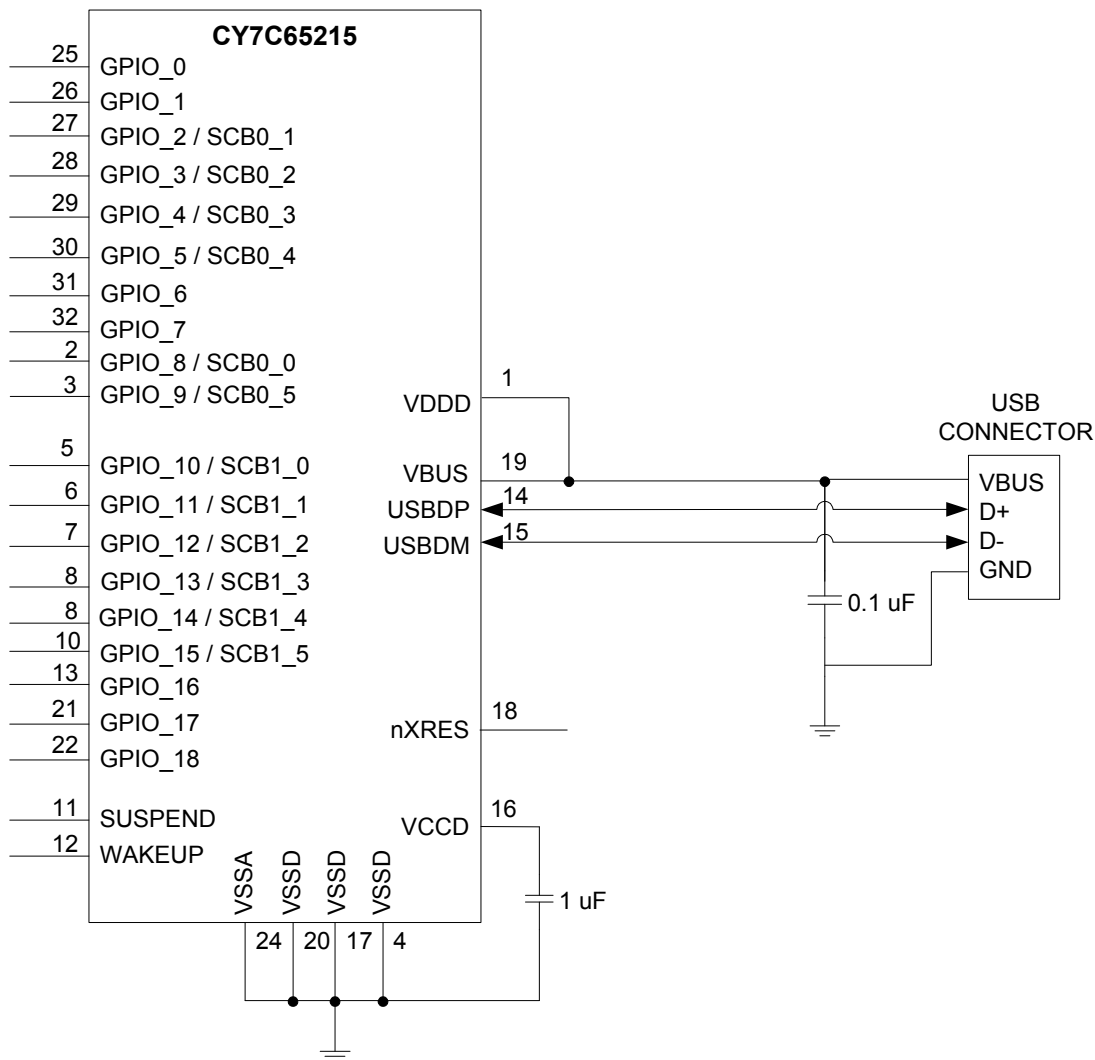 CY7C65215
25
GPIO_0
26
GPIO_1
27
GPIO_2 / SCB0_1
28
GPIO_3 / SCB0_2
29
GPIO_4 / SCB0_3
30
GPIO_5 / SCB0_4
31
GPIO_6
32
GPIO_7
2
GPIO_8 / SCB0_0
3
GPIO_9 / SCB0_5
5
GPIO_10 / SCB1_0
6
GPIO_11 / SCB1_1
7
GPIO_12 / SCB1_2
8
GPIO_13 / SCB1_3
8
GPIO_14 / SCB1_4
10
GPIO_15 / SCB1_5
13
GPIO_16
21
GPIO_17
22
GPIO_18
11
SUSPEND
12
WAKEUP
VDDD
1
VBUS
19
USBDP
14
USBDM
15
nXRES
18
VCCD
16
1 uF
VSSA
VSSD
VSSD
VSSD
24
20
17
4
USB
CONNECTOR
VBUS
D+
D-
GND
0.1 uF